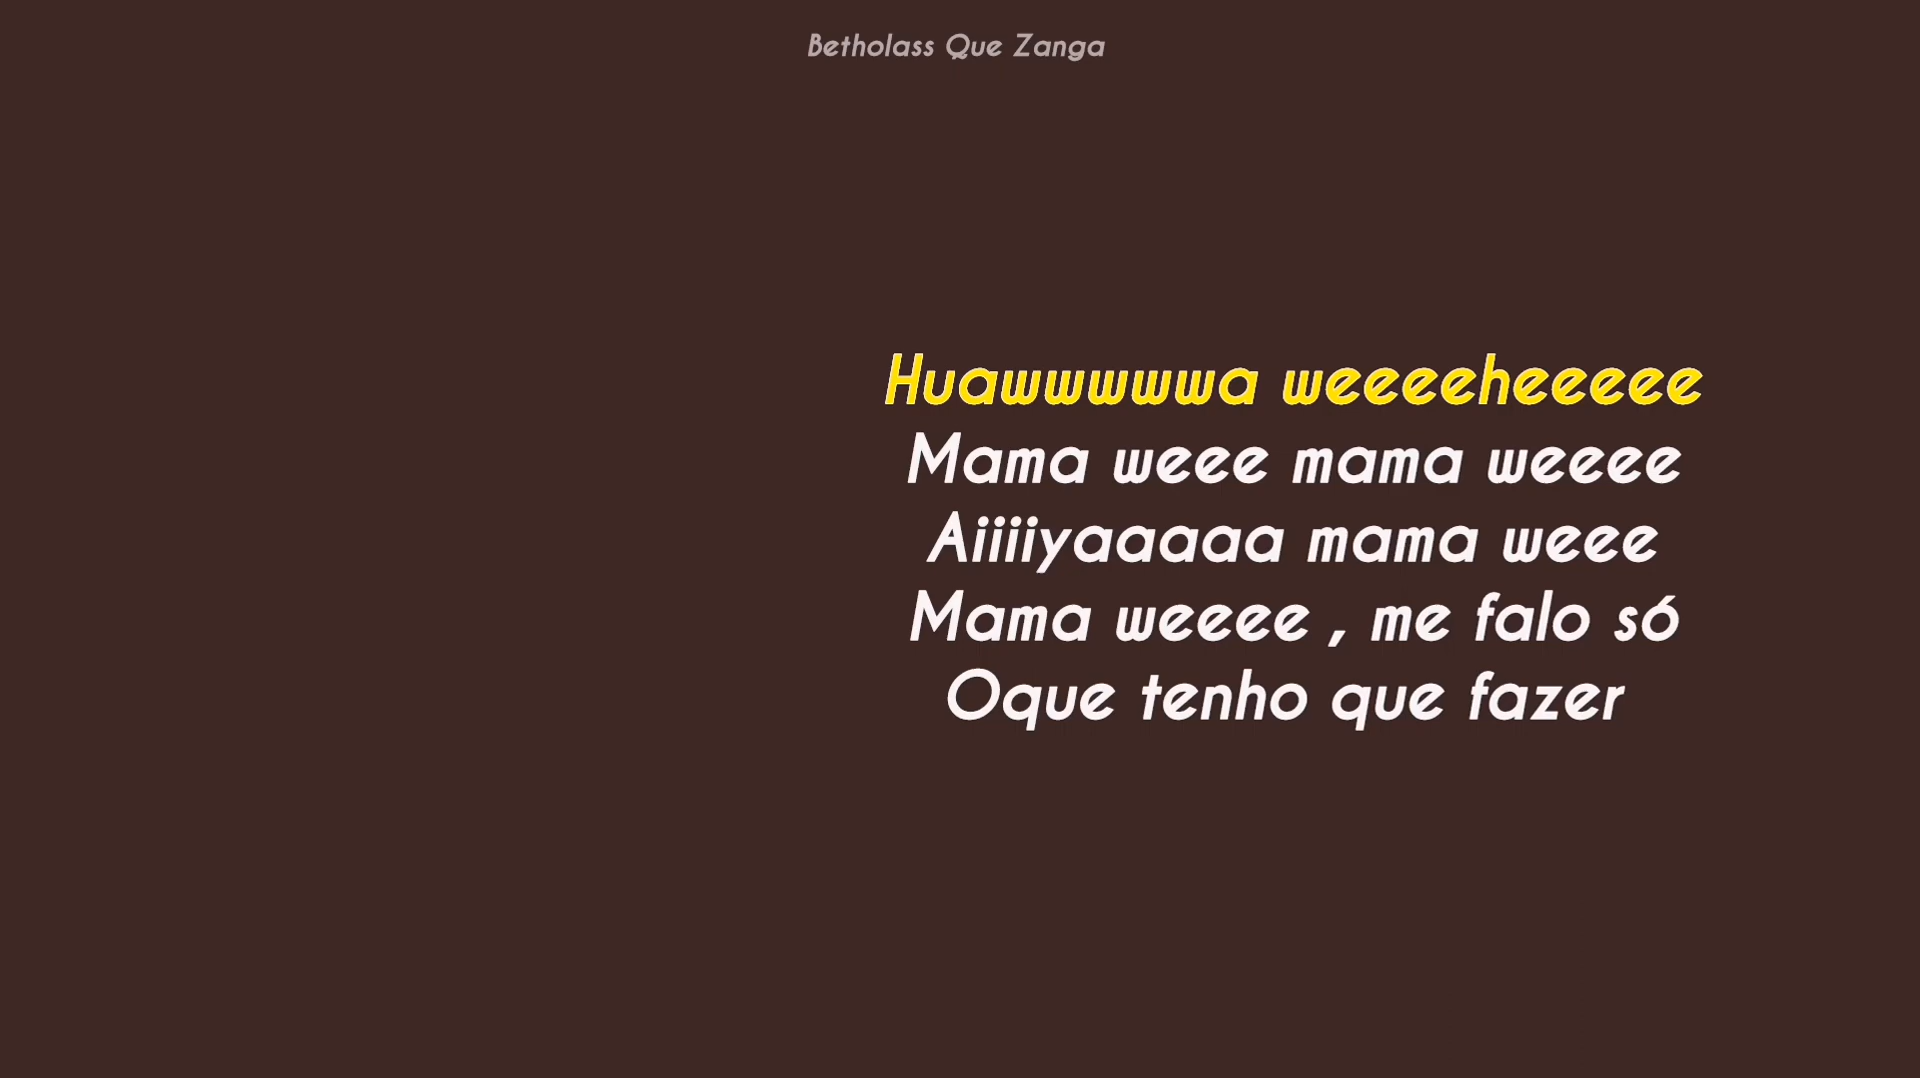 Betholass Que Zanga
Huawwwwwa weeeeheeeee
Mama weee mama weeee
Aiiiiyaaaaa mama weee
Mama weeee , me falo só
Oque tenho que fazer